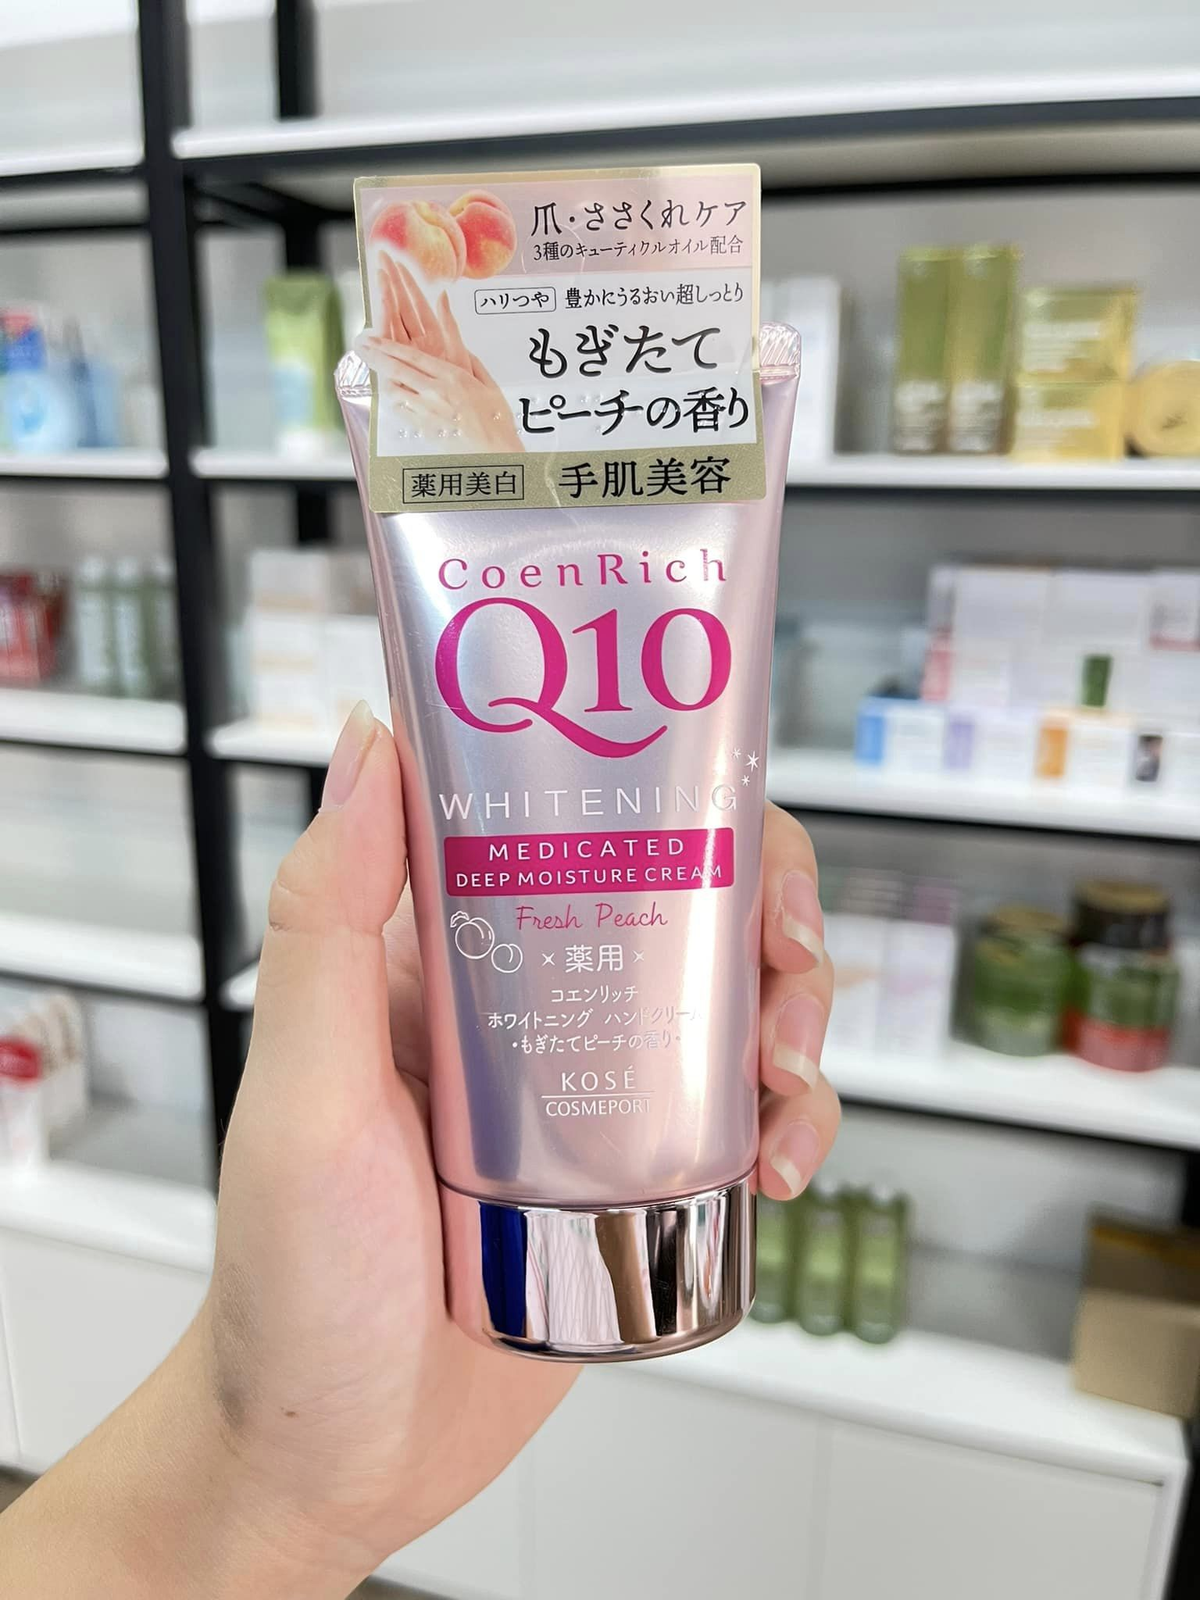 爪・ささくれケア
3種のキューティクルオイル配合
ハリつや 豊かにうるおい超しっとり
もぎたて
ピーチの香り
薬用美白 手肌美容
CoenRich
Q10
WHITENING
MEDICATED
DEEP MOISTURE CREAM
Fresh Peach
薬用
コエンリッチ
ホワイトニング ハンドクリーム
・もぎたてピーチの香り・
KOSÉ
COSMEPORT